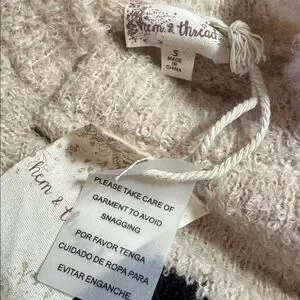 hem & thread
S
MADE
IN
CHINA
hem & t
PLEASE TAKE CARE OF
GARMENT TO AVOID
SNAGGING
POR FAVOR TENGA
CUIDADO DE ROPA PARA
EVITAR ENGANCHE